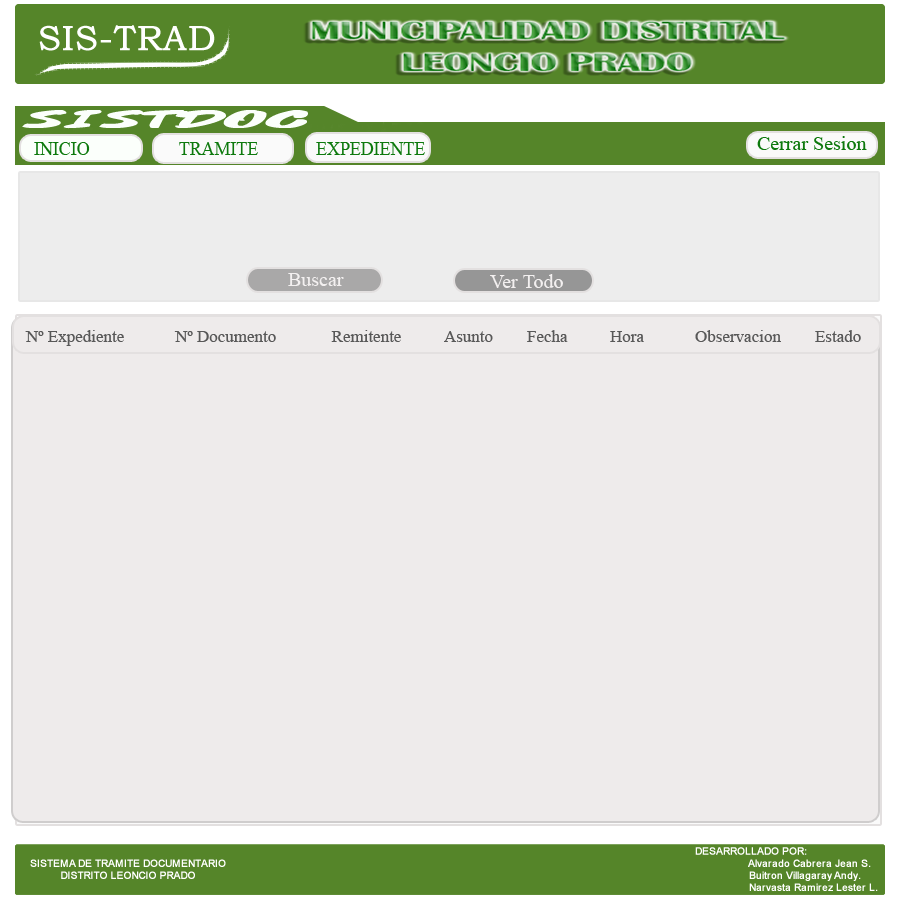 SIS-TRAD
MUNICIPALIDAD DISTRITAL
LEONCIO PRADO
SISTDOC
INICIO TRAMITE EXPEDIENTE Cerrar Sesion
Buscar Ver Todo
Nº Expediente Nº Documento Remitente Asunto Fecha Hora Observacion Estado
SISTEMA DE TRAMITE DOCUMENTARIO
DISTRITO LEONCIO PRADO
DESARROLLADO POR:
Alvarado Cabrera Jean S.
Buitron Villagaray Andy.
Narvasta Ramirez Lester L.